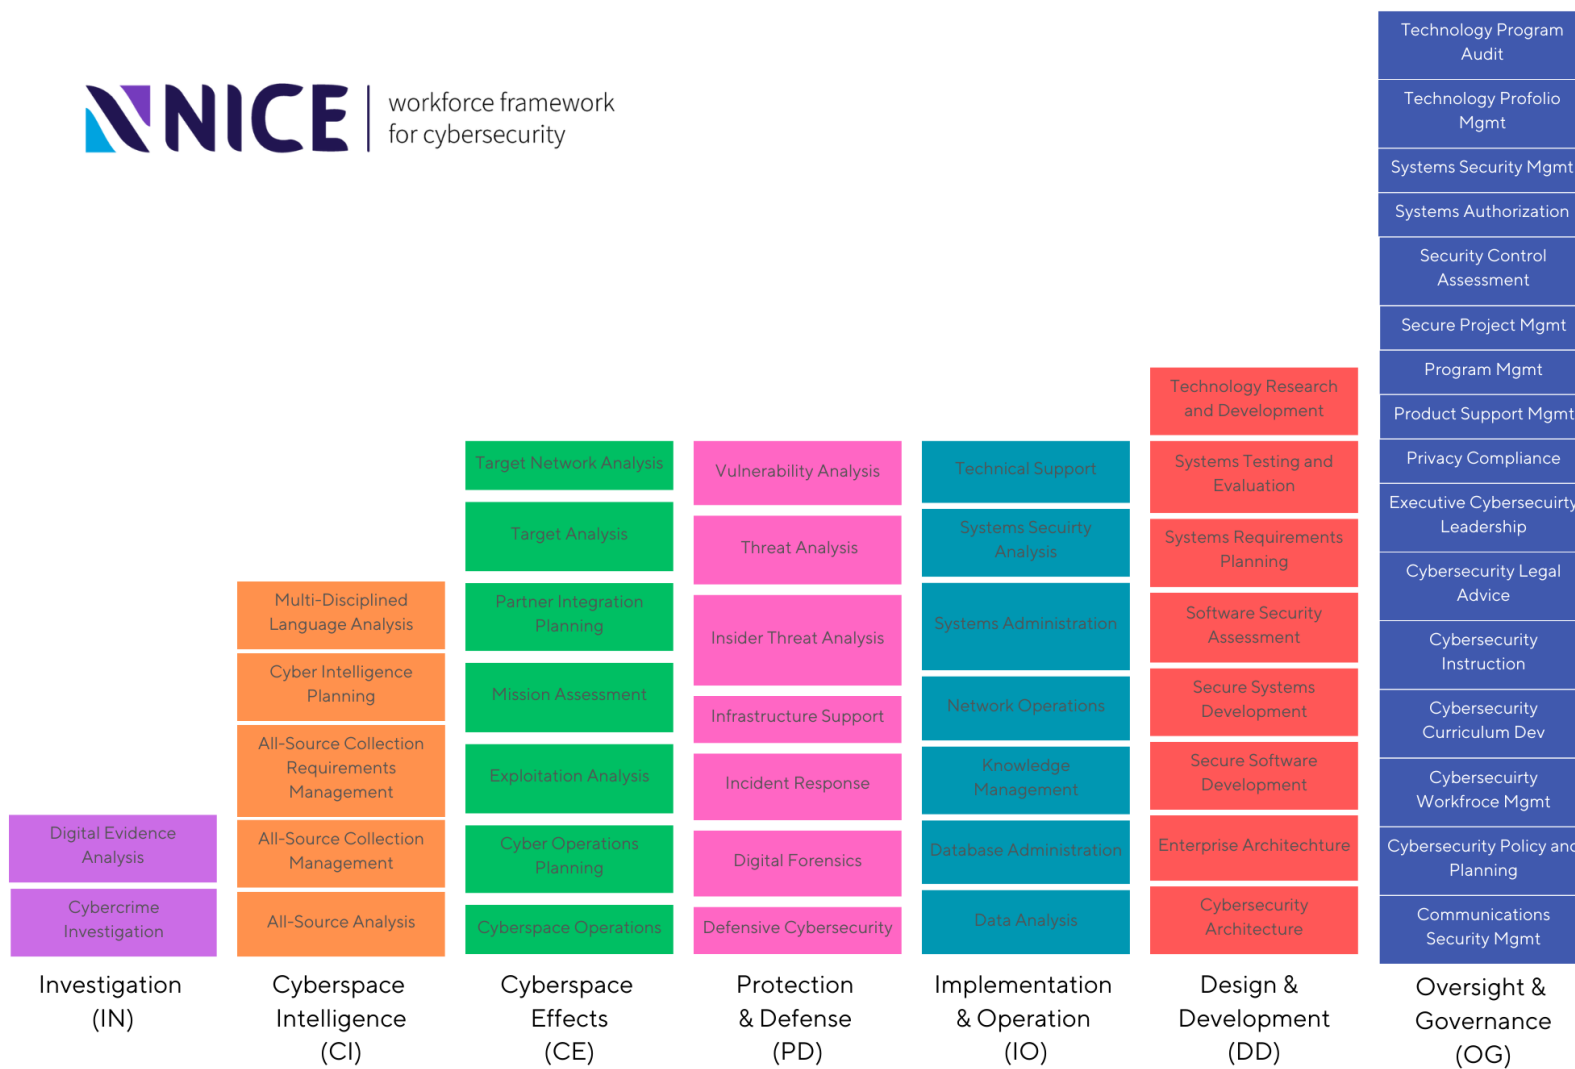 NICE
workforce framework
for cybersecurity
Digital Evidence
Analysis
Cybercrime
Investigation
Investigation
(IN)
Multi-Disciplined
Language Analysis
Cyber Intelligence
Planning
All-Source Collection
Requirements
Management
All-Source Collection
Management
All-Source Analysis
Cyberspace
Intelligence
(CI)
Target Network Analysis
Target Analysis
Partner Integration
Planning
Mission Assessment
Exploitation Analysis
Cyber Operations
Planning
Cyberspace Operations
Cyberspace
Effects
(CE)
Vulnerability Analysis
Threat Analysis
Insider Threat Analysis
Infrastructure Support
Incident Response
Digital Forensics
Defensive Cybersecurity
Protection
& Defense
(PD)
Technical Support
Systems Secuirty
Analysis
Systems Administration
Network Operations
Knowledge
Management
Database Administration
Data Analysis
Implementation
& Operation
(IO)
Technology Research
and Development
Systems Testing and
Evaluation
Systems Requirements
Planning
Software Security
Assessment
Secure Systems
Development
Secure Software
Development
Enterprise Architechture
Cybersecurity
Architecture
Design &
Development
(DD)
Technology Program
Audit
Technology Profolio
Mgmt
Systems Security Mgmt
Systems Authorization
Security Control
Assessment
Secure Project Mgmt
Program Mgmt
Product Support Mgmt
Privacy Compliance
Executive Cybersecuirty
Leadership
Cybersecurity Legal
Advice
Cybersecurity
Instruction
Cybersecurity
Curriculum Dev
Cybersecuirty
Workfroce Mgmt
Cybersecurity Policy and
Planning
Communications
Security Mgmt
Oversight &
Governance
(OG)